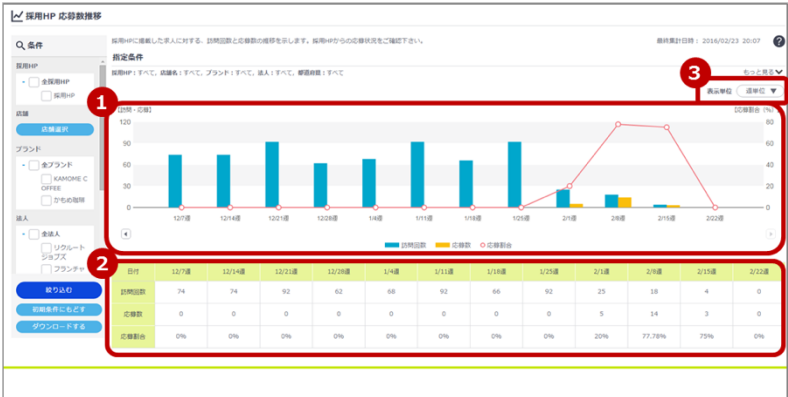 採用HP 応募数推移
条件
採用HP
全採用HP
採用HP
店舗
店舗選択
ブランド
全ブランド
KAMOME C
OFFEE
かもめ珈琲
法人
全法人
リクルート
ジョブズ
フランチャ
絞り込む
初期条件にもどす
ダウンロードする
採用HPに掲載した求人に対する、訪問回数と応募数の推移を示します。採用HPからの応募状況をご確認下さい。
最終集計日時：2016/02/23 20:07
?
指定条件
採用HP：すべて, 店舗名：すべて, ブランド：すべて, 法人：すべて, 都道府県：すべて
もっと見る
3
表示単位 週単位 ▼
1
【訪問・応募】 【応募割合（%）】
120 80
90 60
60 40
30 20
0 0
12/7週 12/14週 12/21週 12/28週 1/4週 1/11週 1/18週 1/25週 2/1週 2/8週 2/15週 2/22週
訪問回数 応募数 応募割合
2
日付 12/7週 12/14週 12/21週 12/28週 1/4週 1/11週 1/18週 1/25週 2/1週 2/8週 2/15週 2/22週
訪問回数 74 74 92 62 68 92 66 92 25 18 4 0
応募数 0 0 0 0 0 0 0 0 5 14 3 0
応募割合 0% 0% 0% 0% 0% 0% 0% 0% 20% 77.78% 75% 0%